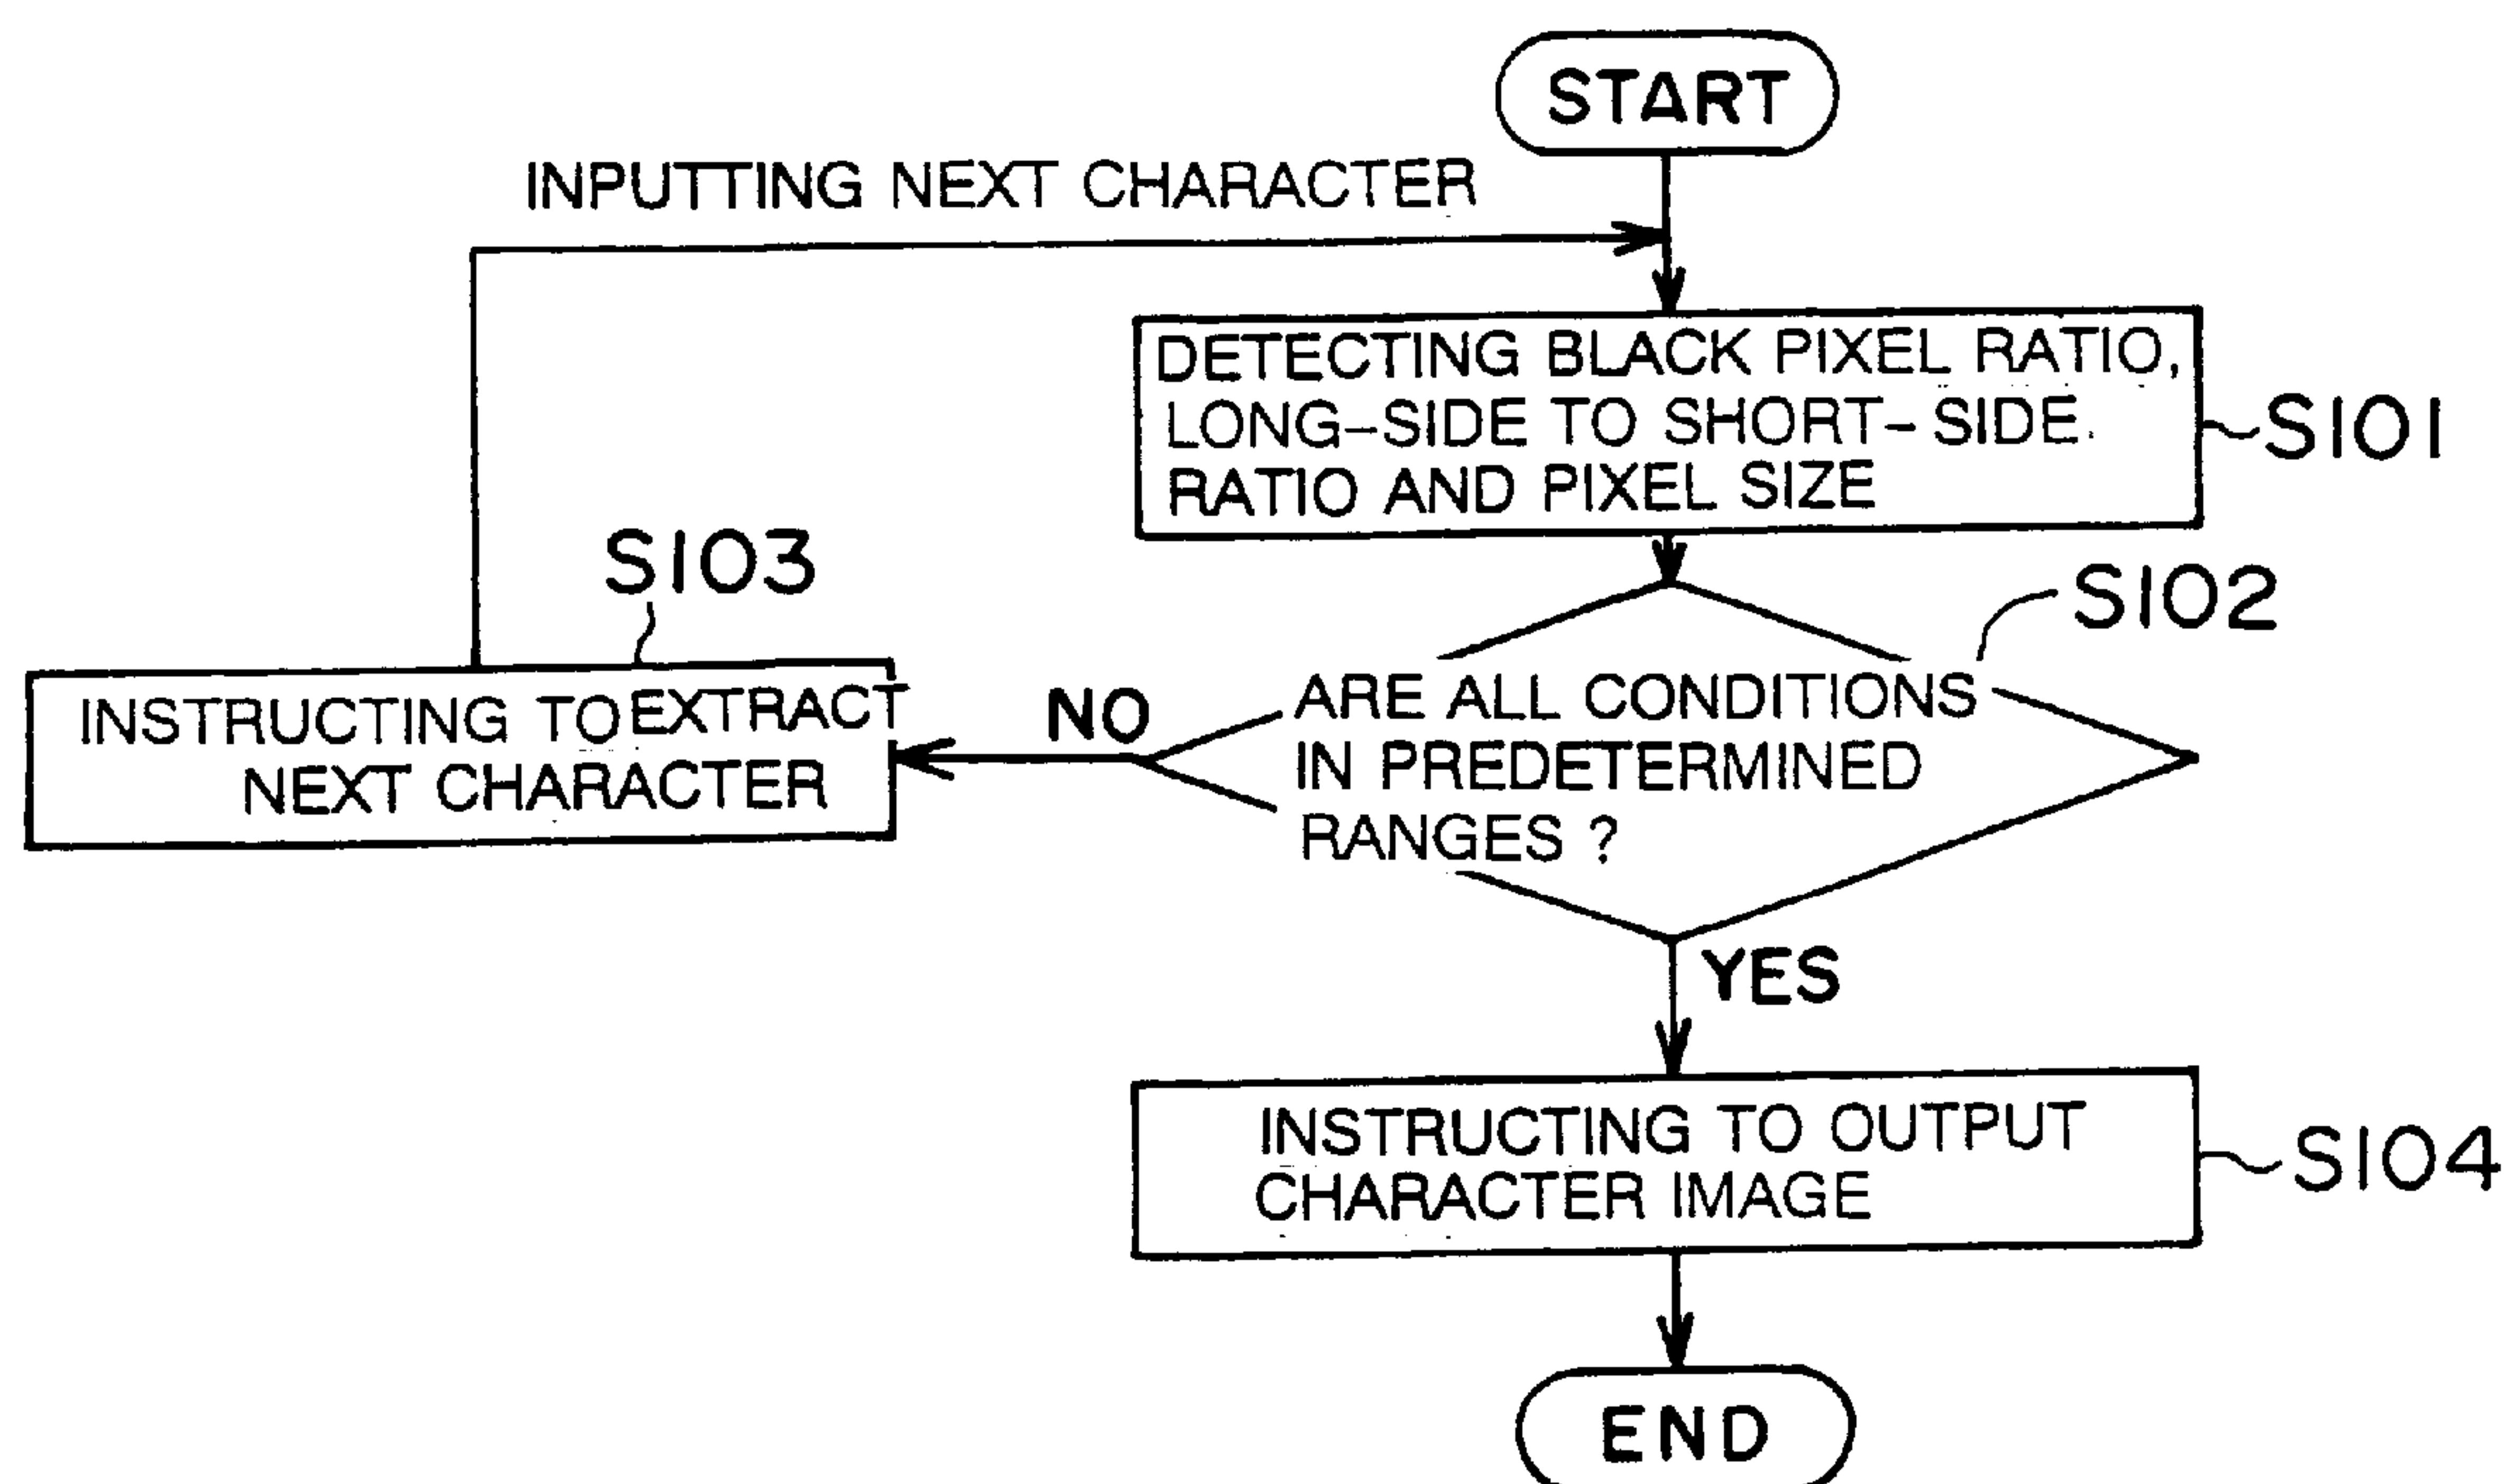 START
INPUTTING NEXT CHARACTER
DETECTING BLACK PIXEL RATIO,
LONG-SIDE TO SHORT-SIDE
RATIO AND PIXEL SIZE
S101
S102
ARE ALL CONDITIONS
IN PREDETERMINED
RANGES ?
NO
S103
INSTRUCTING TO EXTRACT
NEXT CHARACTER
YES
INSTRUCTING TO OUTPUT
CHARACTER IMAGE
S104
END